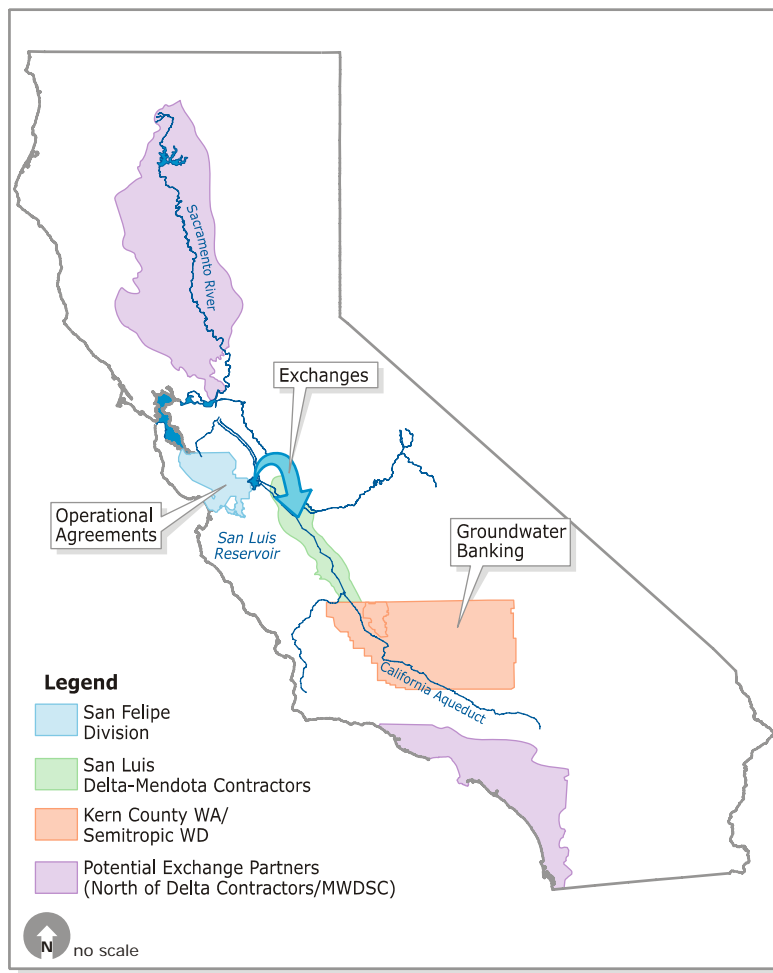 Sacramento River
Exchanges
Operational
Agreements
San Luis
Reservoir
Groundwater
Banking
California Aqueduct
Legend
San Felipe
Division
San Luis
Delta-Mendota Contractors
Kern County WA/
Semitropic WD
Potential Exchange Partners
(North of Delta Contractors/MWDSC)
N
no scale